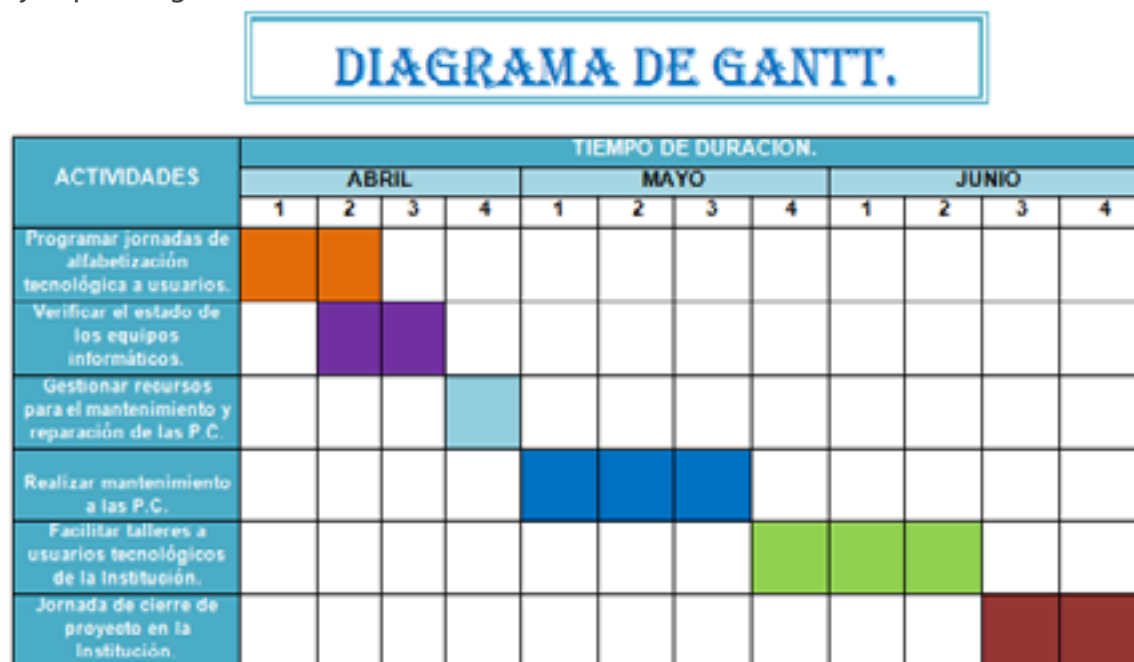 DIAGRAMA DE GANTT.
ACTIVIDADES
TIEMPO DE DURACION.
ABRIL MAYO JUNIO
1 2 3 4 1 2 3 4 1 2 3 4
Programar jornadas de
alfabetización
tecnológica a usuarios.
Verificar el estado de
los equipos
informáticos.
Gestionar recursos
para el mantenimiento y
reparación de las P.C.
Realizar mantenimiento
a las P.C.
Facilitar talleres a
usuarios tecnológicos
de la Institución.
Jornada de cierre de
proyecto en la
Institución.